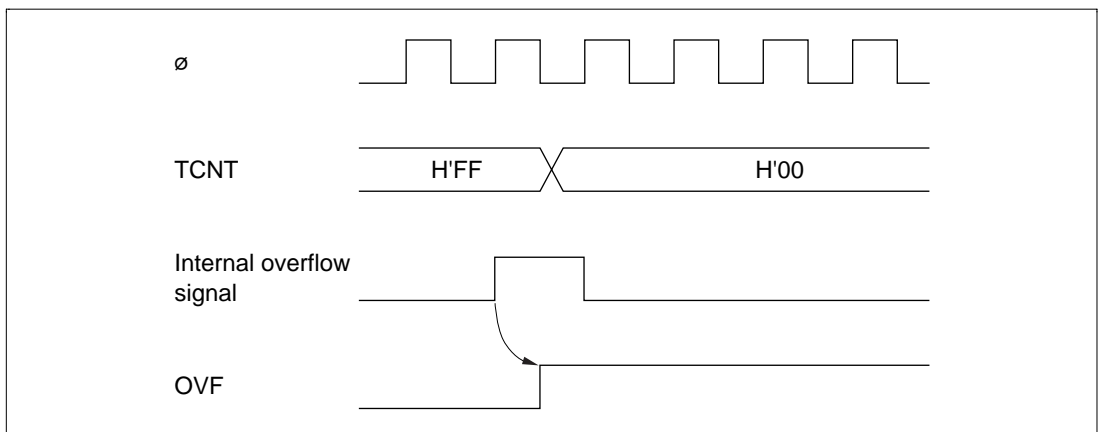 ø
TCNT
H'FF
H'00
Internal overflow
signal
OVF